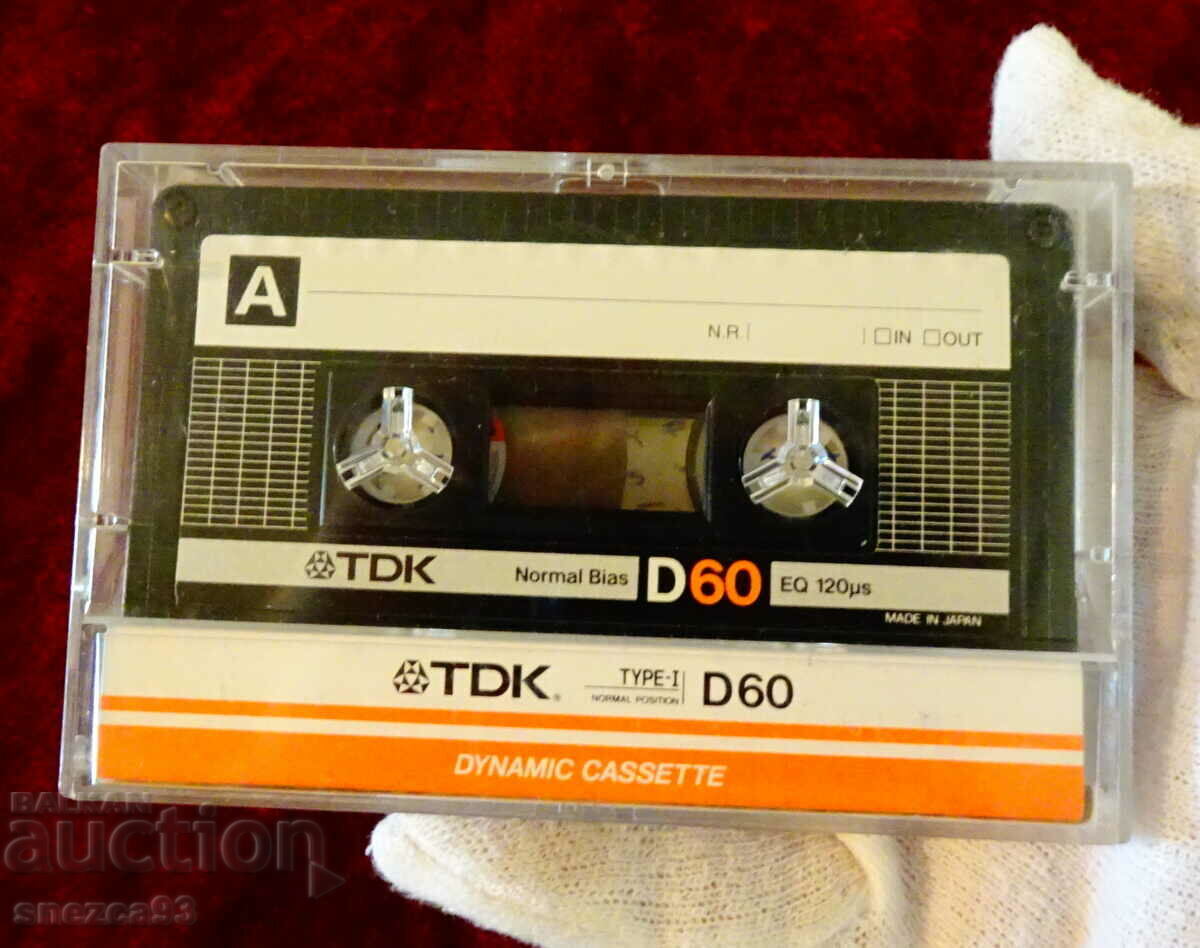 A
N.R. IN OUT
TDK Normal Bias D60 EQ 120µs
MADE IN JAPAN
TDK® TYPE-I D60
NORMAL POSITION
DYNAMIC CASSETTE
BALKAN
auction
snezca93